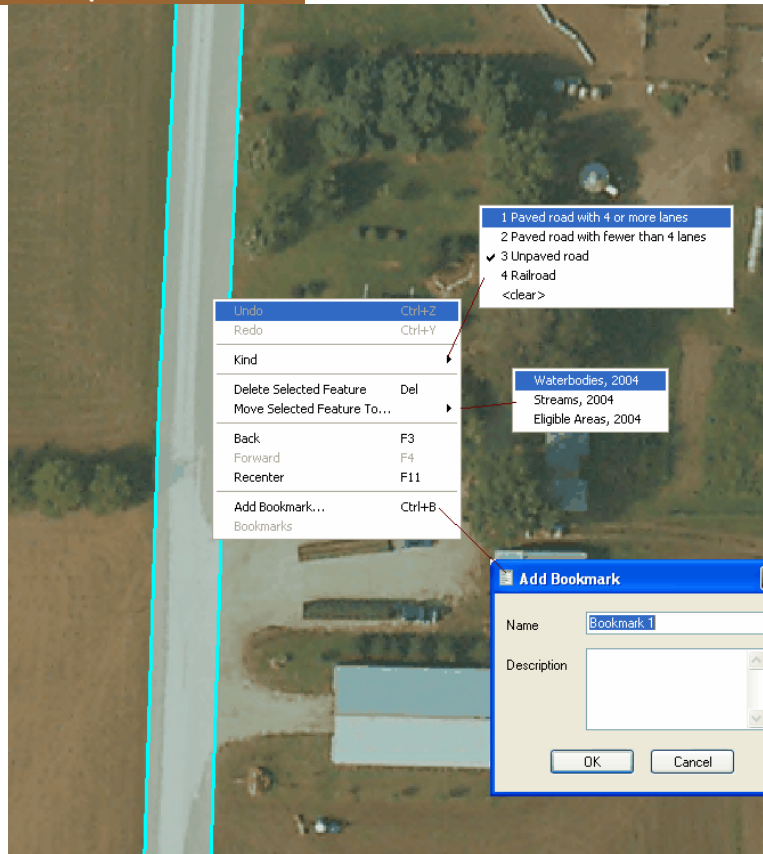 1 Paved road with 4 or more lanes
2 Paved road with fewer than 4 lanes
3 Unpaved road
4 Railroad
<clear>
Undo Ctrl+Z
Redo Ctrl+Y
Kind
Delete Selected Feature Del
Move Selected Feature To...
Back F3
Forward F4
Recenter F11
Add Bookmark... Ctrl+B
Bookmarks
Waterbodies, 2004
Streams, 2004
Eligible Areas, 2004
Add Bookmark
Name Bookmark 1
Description
OK Cancel